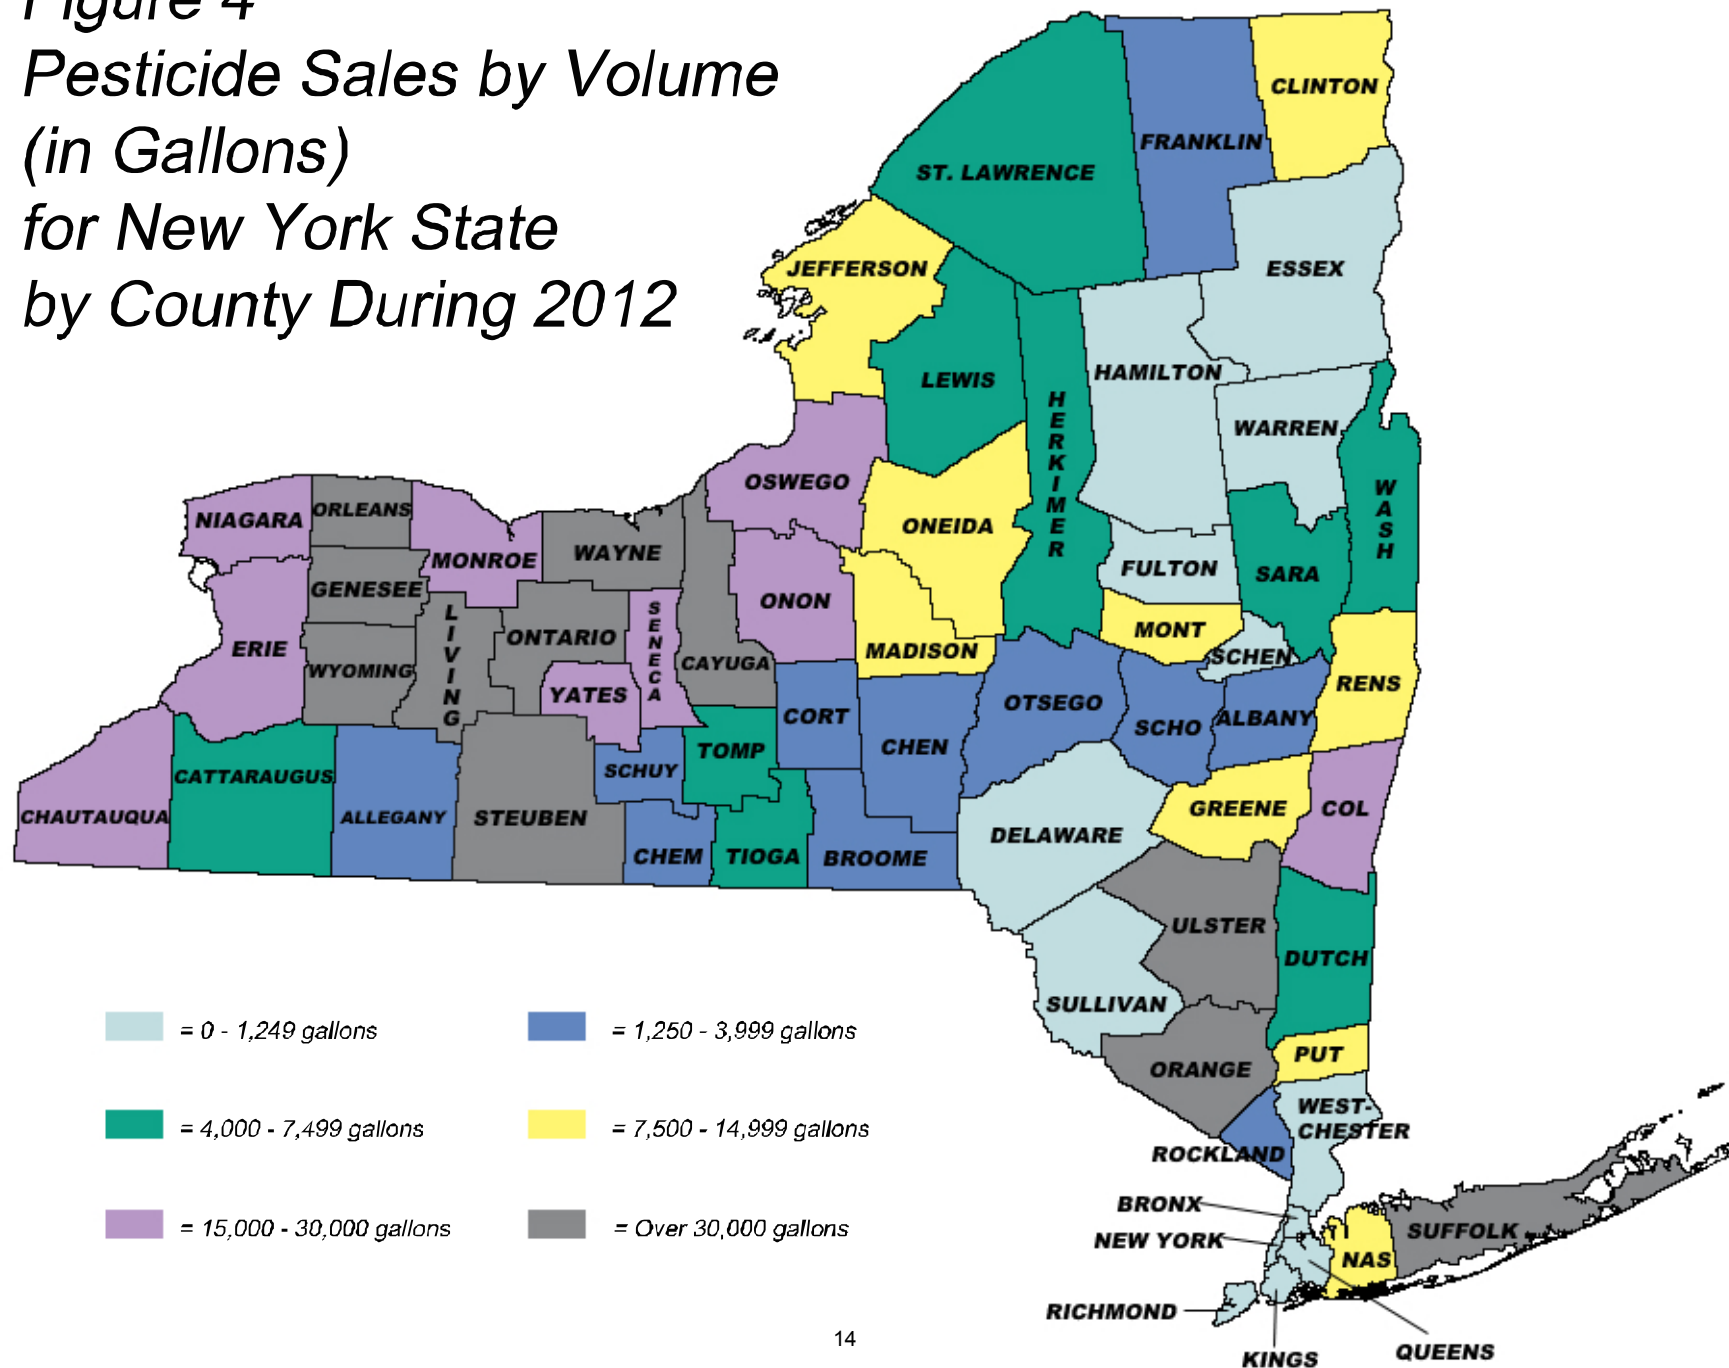 Figure 4
Pesticide Sales by Volume
(in Gallons)
for New York State
by County During 2012
CLINTON
FRANKLIN
ST. LAWRENCE
ESSEX
JEFFERSON
LEWIS
HERKIMER
HAMILTON
WARREN
WASH
OSWEGO
ONEIDA
NIAGARA
ORLEANS
MONROE
WAYNE
FULTON
SARA
GENESEE
ONON
ERIE
WYOMING
LIVING
ONTARIO
SENECA
CAYUGA
MADISON
MONT
SCHEN
RENS
YATES
CORT
CHEN
OTSEGO
SCHO
ALBANY
CHAUTAUQUA
CATTARAUGUS
ALLEGANY
STEUBEN
SCHUY
TOMP
CHEM
TIOGA
BROOME
DELAWARE
GREENE
COL
ULSTER
DUTCH
SULLIVAN
ORANGE
PUT
WEST-
CHESTER
ROCKLAND
BRONX
NEW YORK
NAS
SUFFOLK
RICHMOND
KINGS
QUEENS
= 0 - 1,249 gallons
= 1,250 - 3,999 gallons
= 4,000 - 7,499 gallons
= 7,500 - 14,999 gallons
= 15,000 - 30,000 gallons
= Over 30,000 gallons
14